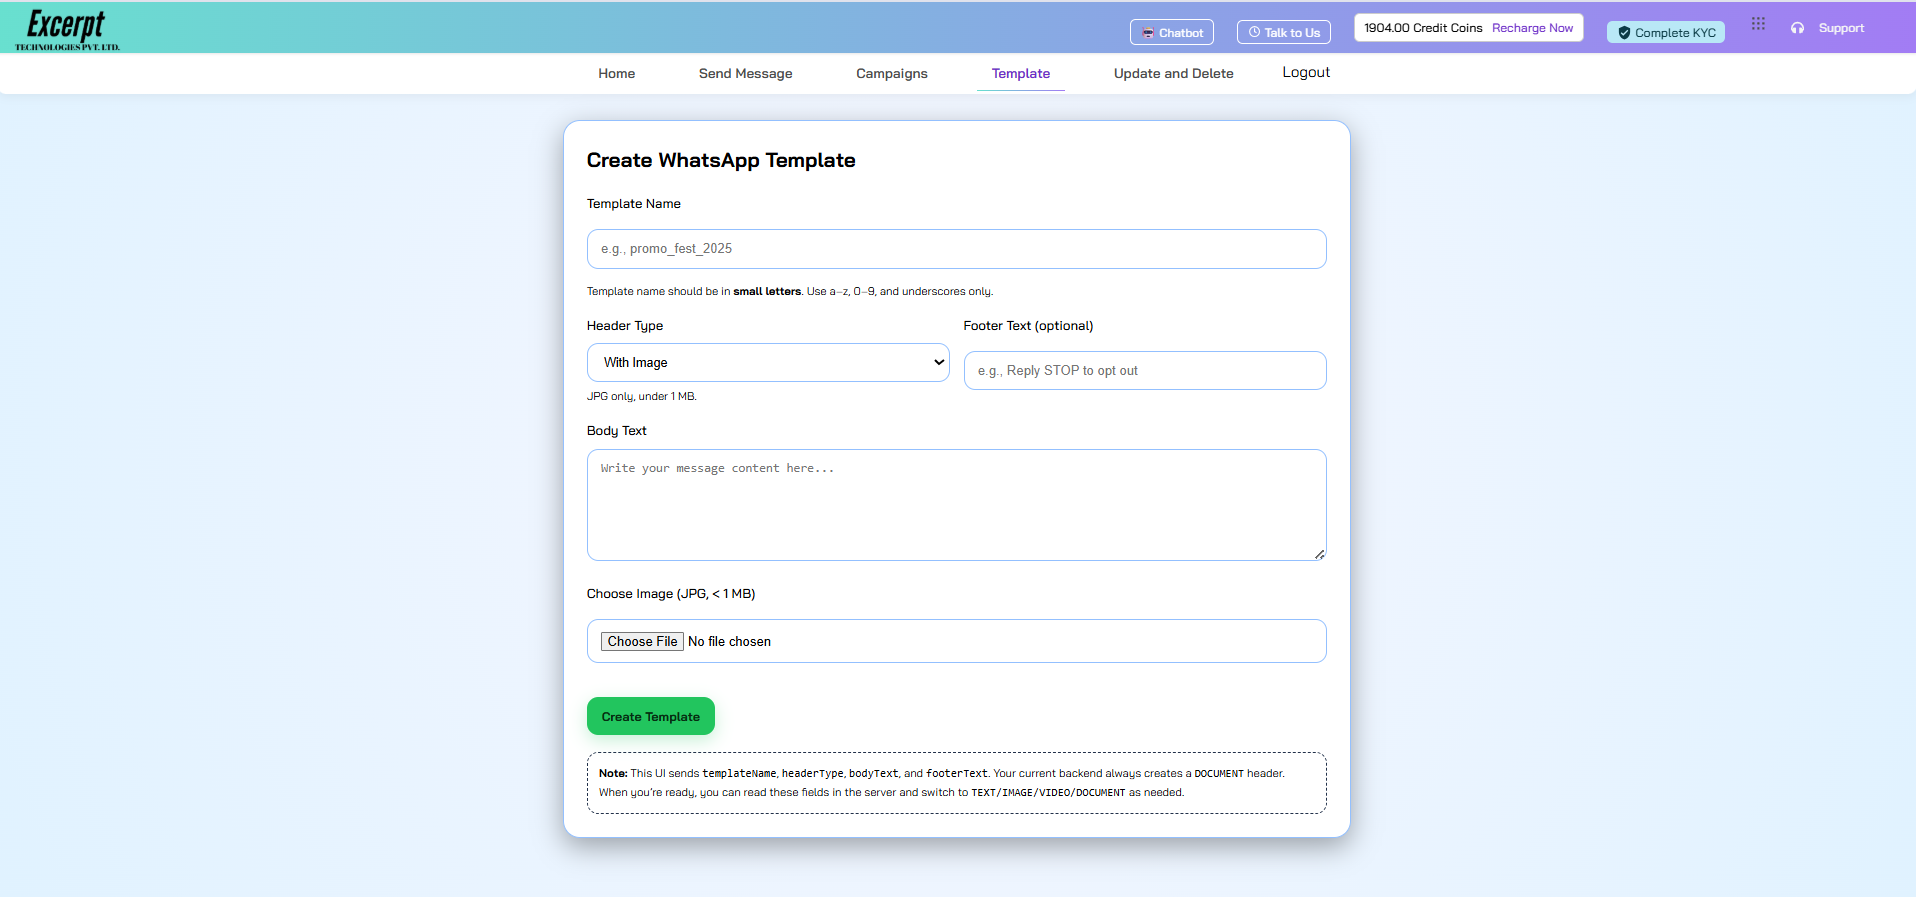 Excerpt
TECHNOLOGIES PVT. LTD.
Chatbot
Talk to Us
1904.00 Credit Coins Recharge Now
Complete KYC
Support
Home
Send Message
Campaigns
Template
Update and Delete
Logout
Create WhatsApp Template
Template Name
e.g., promo_fest_2025
Template name should be in small letters. Use a–z, 0–9, and underscores only.
Header Type
With Image
JPG only, under 1 MB.
Footer Text (optional)
e.g., Reply STOP to opt out
Body Text
Write your message content here...
Choose Image (JPG, < 1 MB)
Choose File No file chosen
Create Template
Note: This UI sends templateName, headerType, bodyText, and footerText. Your current backend always creates a DOCUMENT header.
When you're ready, you can read these fields in the server and switch to TEXT/IMAGE/VIDEO/DOCUMENT as needed.